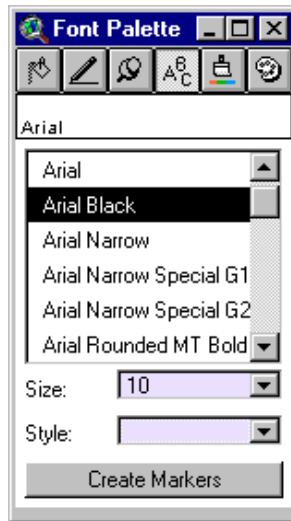 Font Palette
ABC
Arial
Arial
Arial Black
Arial Narrow
Arial Narrow Special G1
Arial Narrow Special G2
Arial Rounded MT Bold
Size: 10
Style:
Create Markers